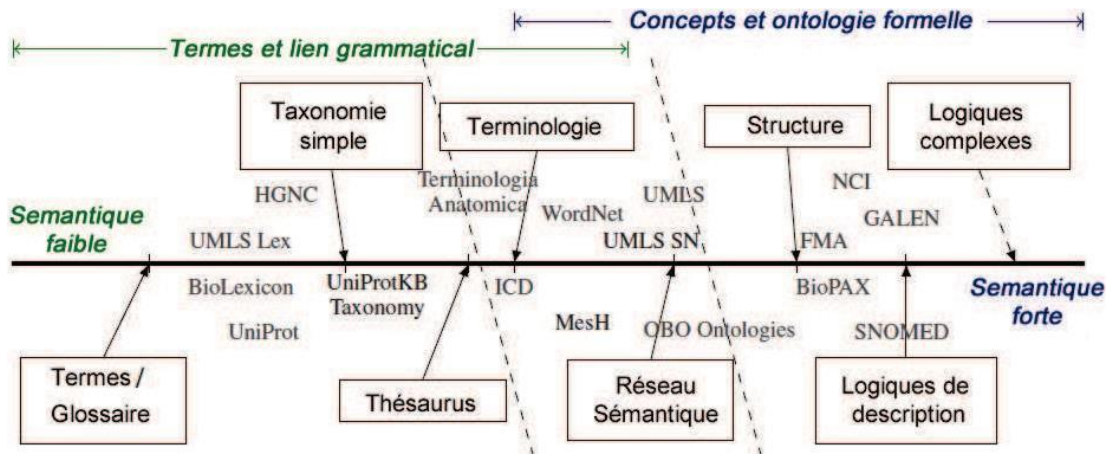 Concepts et ontologie formelle
Termes et lien grammatical
Taxonomie
simple
Terminologie
Structure
Logiques
complexes
HGNC
Terminologia
Anatomica
WordNet
UMLS
NCI
GALEN
Semantique
faible
UMLS Lex
UMLS SN
FMA
BioLexicon
UniProtKB
Taxonomy
ICD
BioPAX
Semantique
forte
UniProt
MesH
OBO Ontologies
SNOMED
Termes /
Glossaire
Thésaurus
Réseau
Sémantique
Logiques de
description